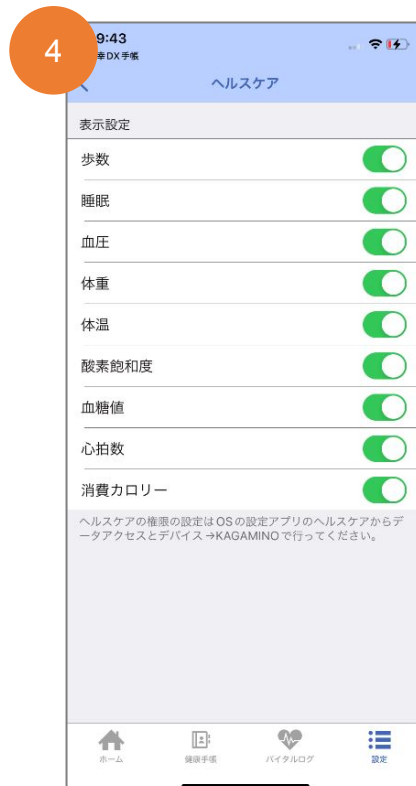 4
9:43
幸DX手帳
ヘルスケア
表示設定
歩数
睡眠
血圧
体重
体温
酸素飽和度
血糖値
心拍数
消費カロリー
ヘルスケアの権限の設定はOSの設定アプリのヘルスケアからデ
ータアクセスとデバイス→KAGAMINOで行ってください。
ホーム
健康手帳
バイタルログ
設定